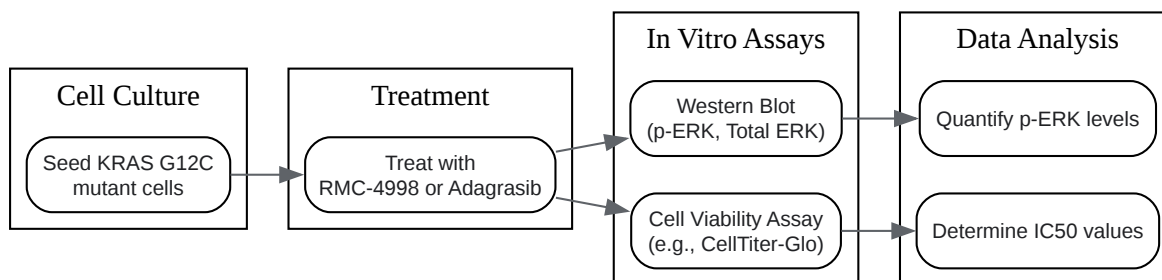 Cell Culture
Seed KRAS G12C
mutant cells
Treatment
Treat with
RMC-4998 or Adagrasib
In Vitro Assays
Western Blot
(p-ERK, Total ERK)
Cell Viability Assay
(e.g., CellTiter-Glo)
Data Analysis
Quantify p-ERK levels
Determine IC50 values